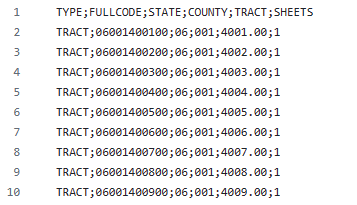 1 TYPE;FULLCODE;STATE;COUNTY;TRACT;SHEETS
2 TRACT;06001400100;06;001;4001.00;1
3 TRACT;06001400200;06;001;4002.00;1
4 TRACT;06001400300;06;001;4003.00;1
5 TRACT;06001400400;06;001;4004.00;1
6 TRACT;06001400500;06;001;4005.00;1
7 TRACT;06001400600;06;001;4006.00;1
8 TRACT;06001400700;06;001;4007.00;1
9 TRACT;06001400800;06;001;4008.00;1
10 TRACT;06001400900;06;001;4009.00;1